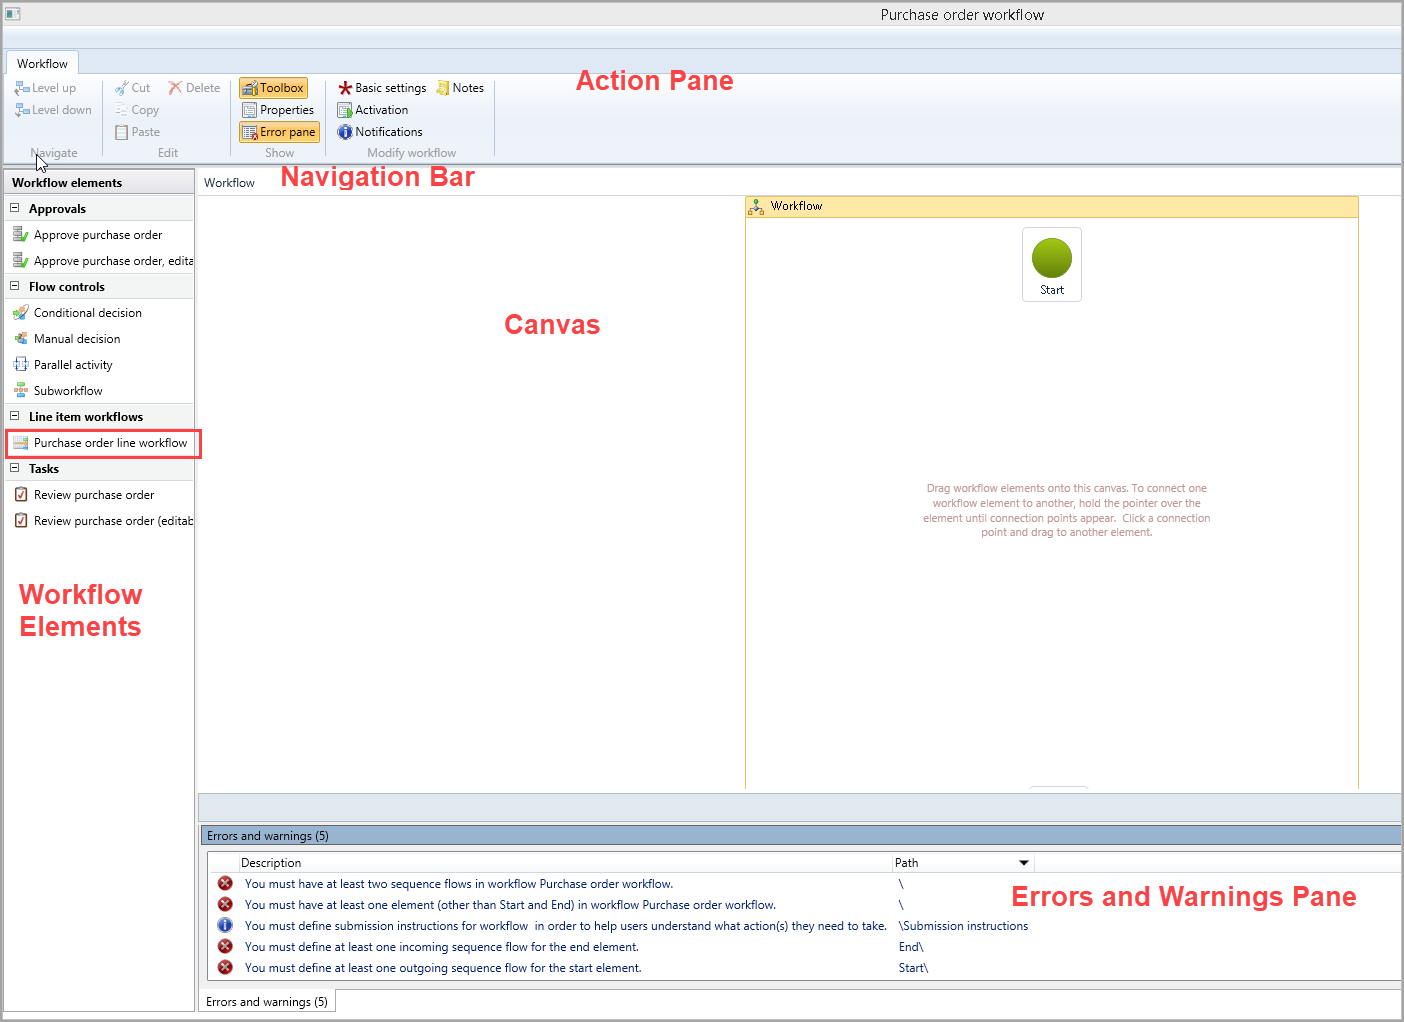 Purchase order workflow
Workflow
Action Pane
Level up
Cut
Delete
Toolbox
Basic settings
Notes
Level down
Copy
Properties
Activation
Paste
Error pane
Notifications
Navigate
Edit
Show
Modify workflow
Workflow elements
Workflow
Navigation Bar
Approvals
Approve purchase order
Approve purchase order, edita
Flow controls
Conditional decision
Manual decision
Parallel activity
Subworkflow
Line item workflows
Purchase order line workflow
Tasks
Review purchase order
Review purchase order (editab
Workflow
Elements
Workflow
Start
Canvas
Drag workflow elements onto this canvas. To connect one
workflow element to another, hold the pointer over the
element until connection points appear.  Click a connection
point and drag to another element.
Errors and warnings (5)
Description
Path
You must have at least two sequence flows in workflow Purchase order workflow.
\
You must have at least one element (other than Start and End) in workflow Purchase order workflow.
\
Errors and Warnings Pane
You must define submission instructions for workflow  in order to help users understand what action(s) they need to take.
\Submission instructions
You must define at least one incoming sequence flow for the end element.
End\
You must define at least one outgoing sequence flow for the start element.
Start\
Errors and warnings (5)